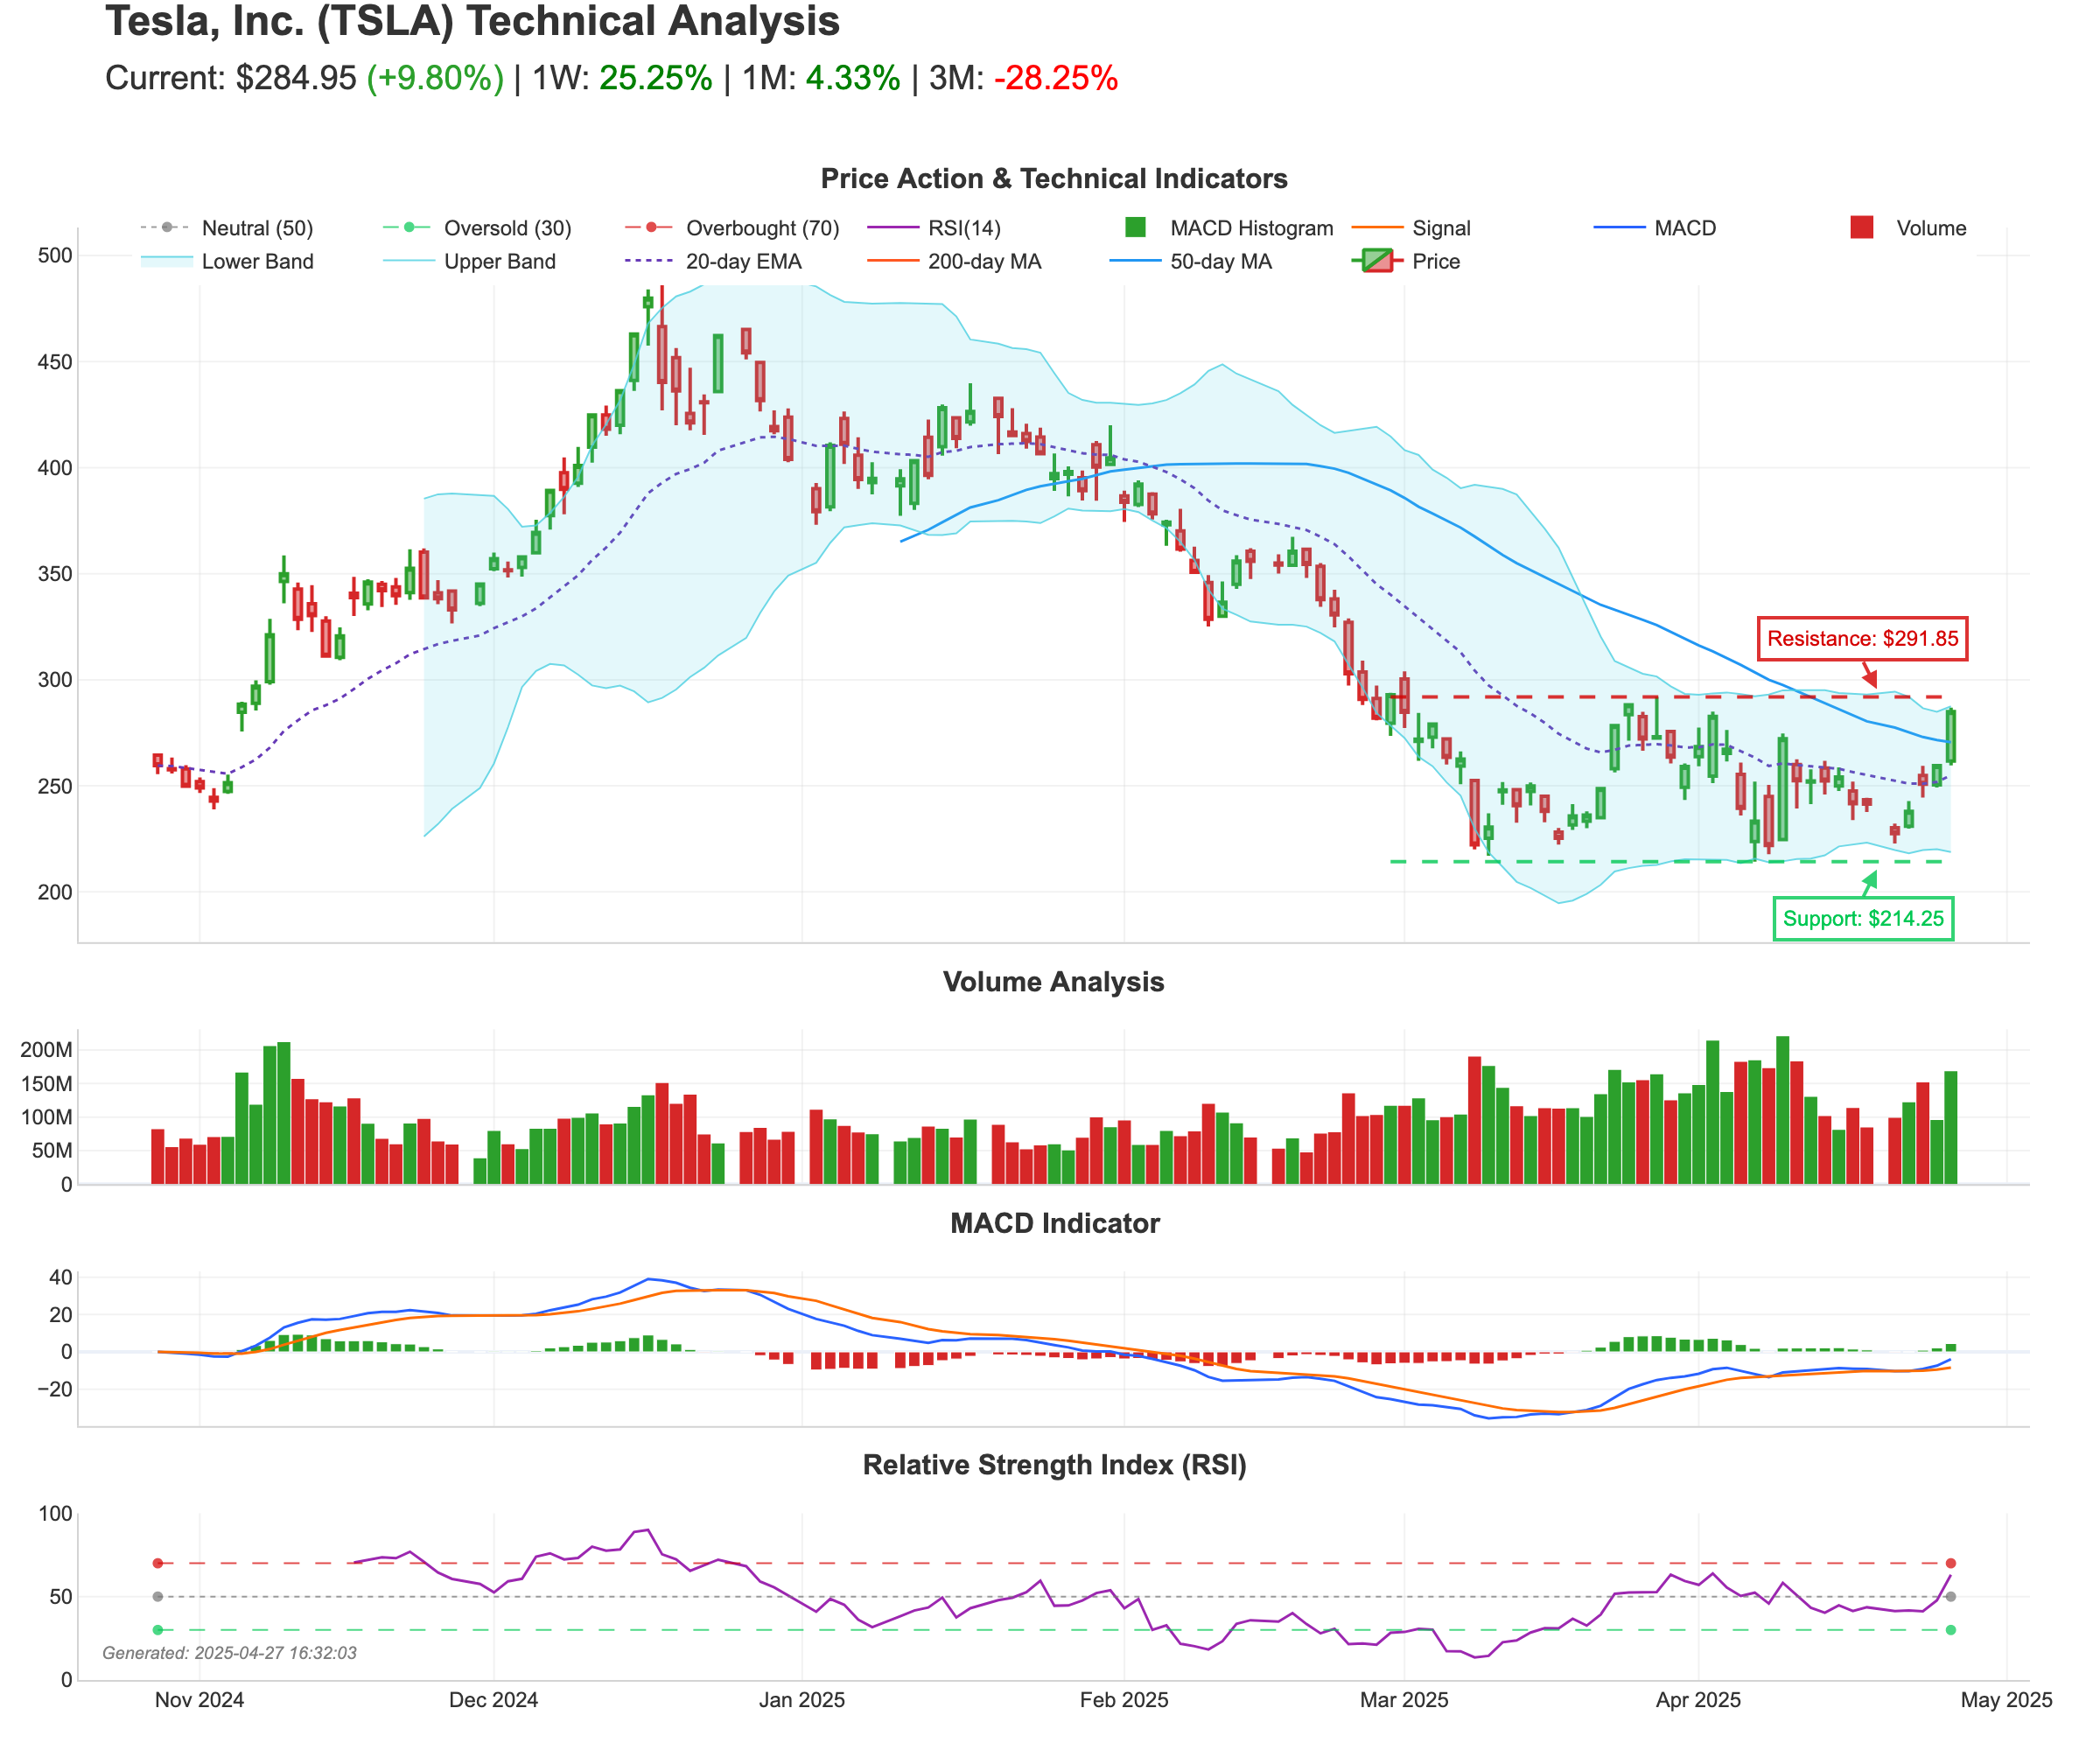 Tesla, Inc. (TSLA) Technical Analysis
Current: $284.95 (+9.80%) | 1W: 25.25% | 1M: 4.33% | 3M: -28.25%
Price Action & Technical Indicators
Neutral (50) Oversold (30) Overbought (70) RSI(14) MACD Histogram Signal MACD Volume
Lower Band Upper Band 20-day EMA 200-day MA 50-day MA Price
500
450
400
350
300
250
200
Resistance: $291.85
Support: $214.25
Volume Analysis
200M
150M
100M
50M
0
MACD Indicator
40
20
0
−20
Relative Strength Index (RSI)
100
50
0
Generated: 2025-04-27 16:32:03
Nov 2024 Dec 2024 Jan 2025 Feb 2025 Mar 2025 Apr 2025 May 2025